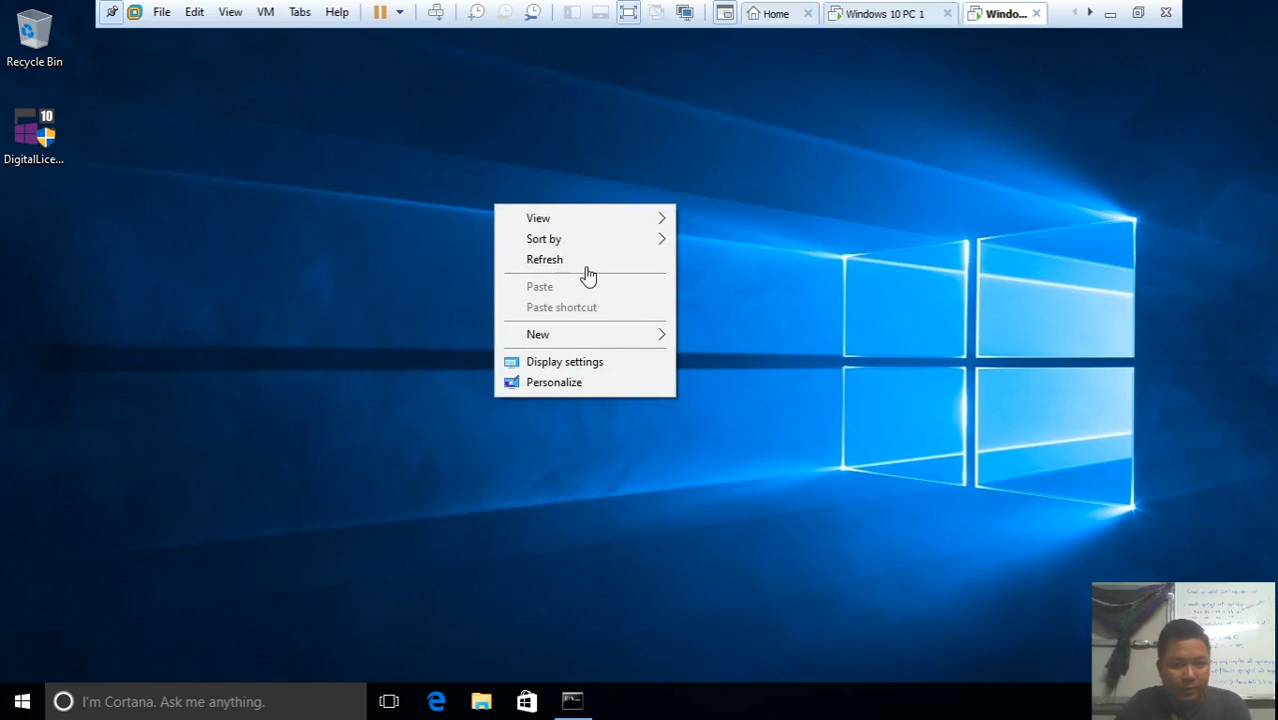 File Edit View VM Tabs Help
Home
Windows 10 PC 1
Windo...
Recycle Bin
10
DigitalLice...
View
Sort by
Refresh
Paste
Paste shortcut
New
Display settings
Personalize
I'm Cortana. Ask me anything.